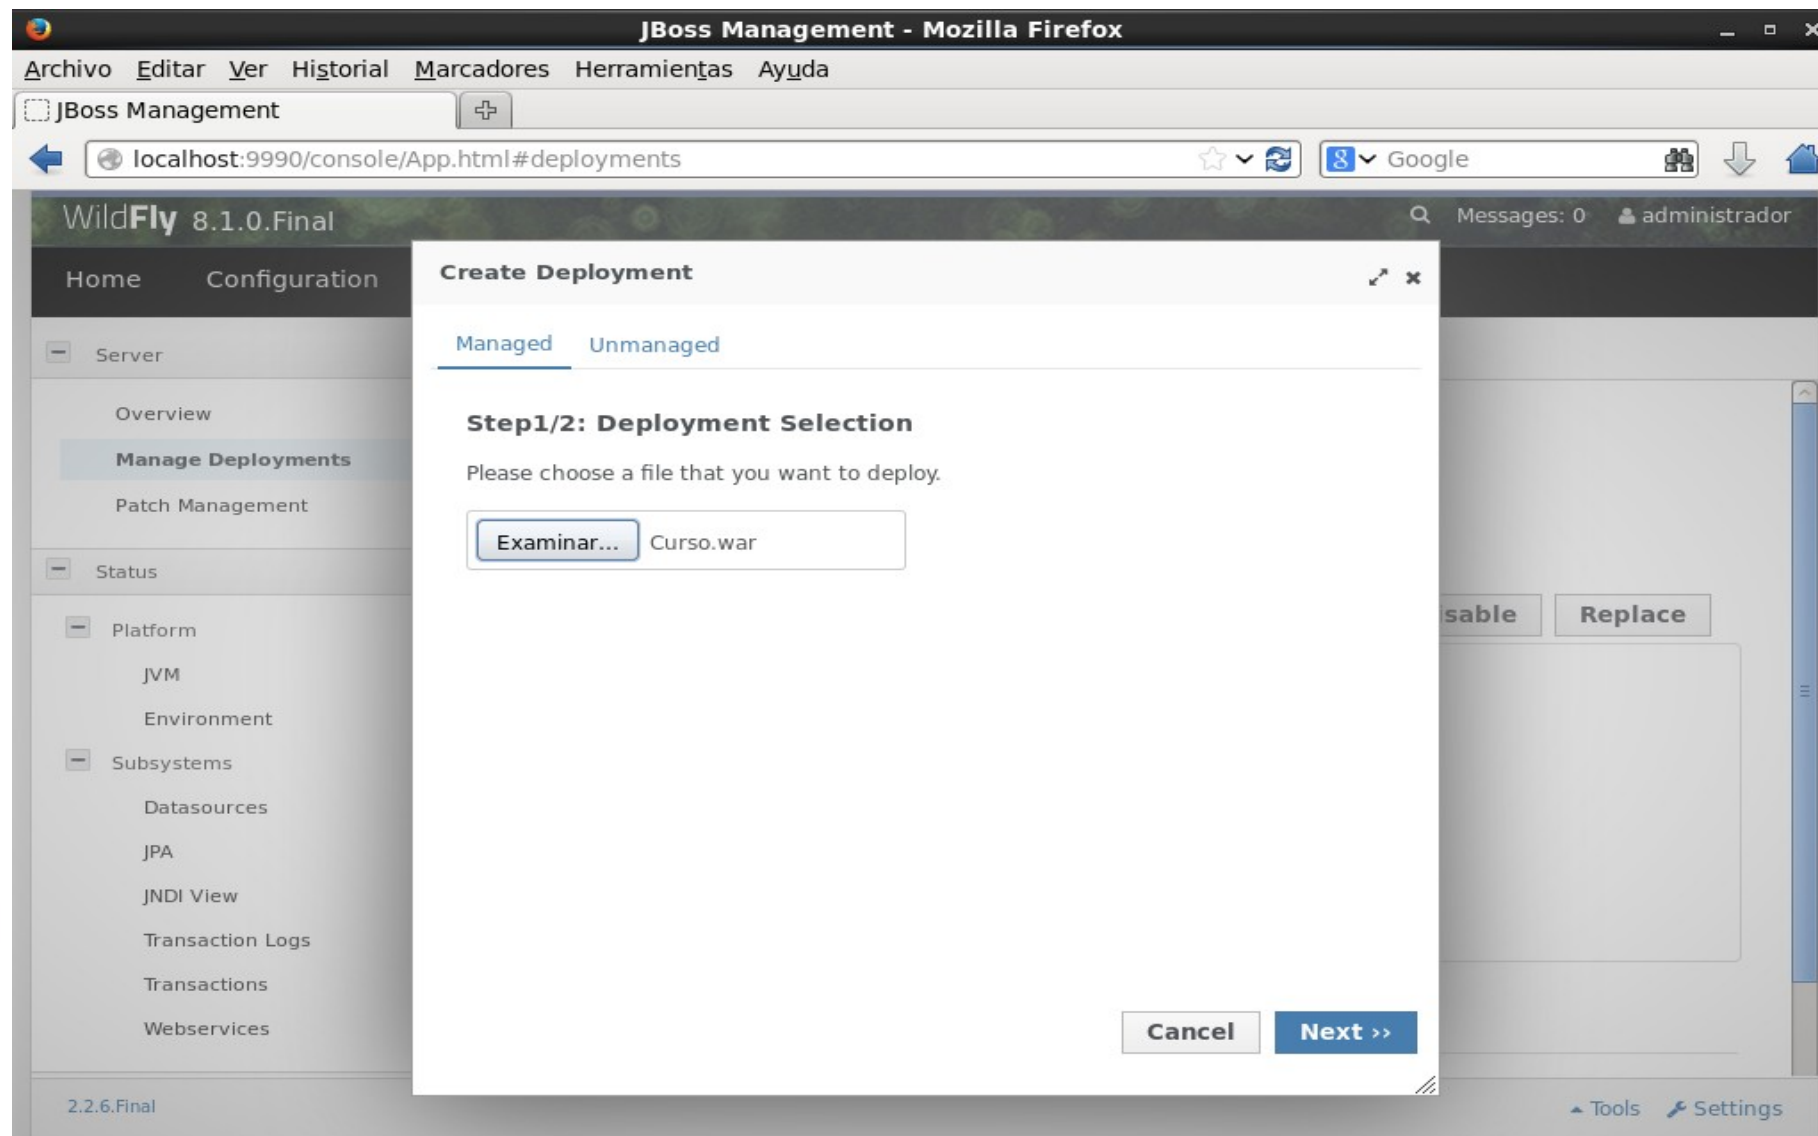 JBoss Management - Mozilla Firefox
Archivo Editar Ver Historial Marcadores Herramientas Ayuda
JBoss Management
localhost:9990/console/App.html#deployments
Google
WildFly 8.1.0.Final
Messages: 0 administrador
Home Configuration
Create Deployment
Managed Unmanaged
Server
Overview
Manage Deployments
Patch Management
Status
Platform
JVM
Environment
Subsystems
Datasources
JPA
JNDI View
Transaction Logs
Transactions
Webservices
Step1/2: Deployment Selection
Please choose a file that you want to deploy.
Examinar... Curso.war
sable Replace
Cancel Next ››
2.2.6.Final
Tools Settings